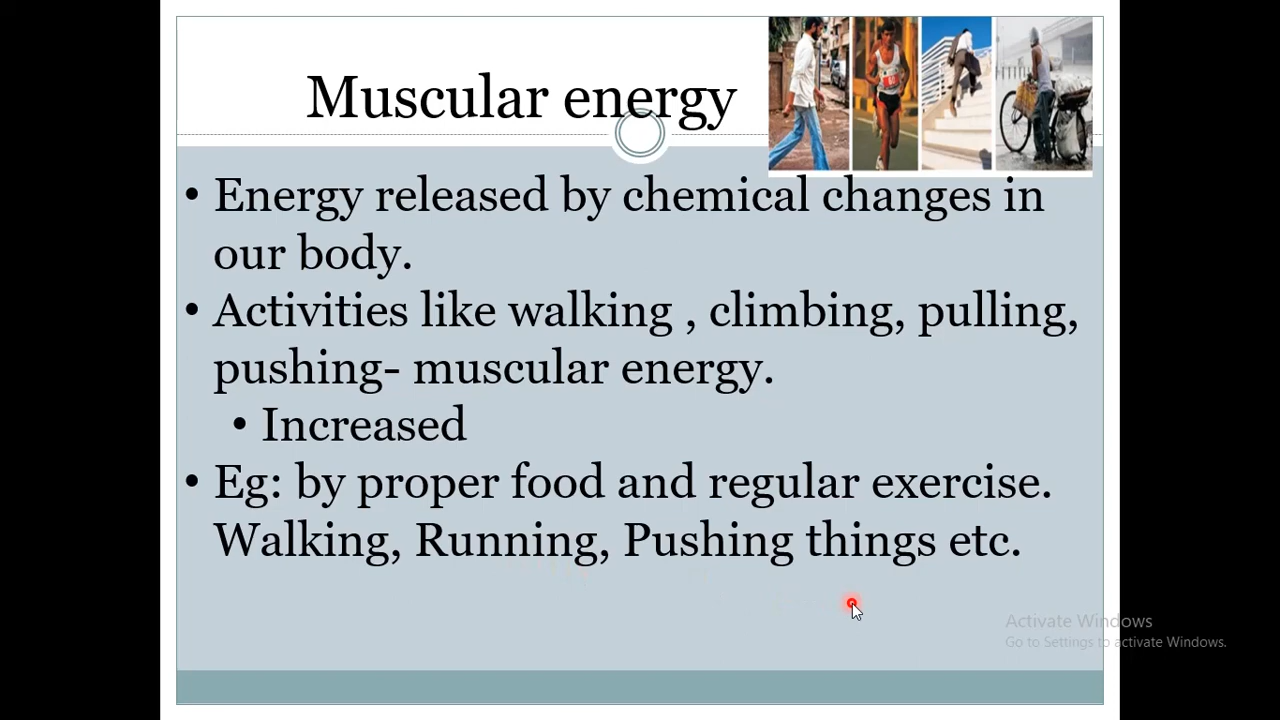 Muscular energy
• Energy released by chemical changes in
our body.
• Activities like walking , climbing, pulling,
pushing- muscular energy.
• Increased
• Eg: by proper food and regular exercise.
Walking, Running, Pushing things etc.
Activate Windows
Go to Settings to activate Windows.